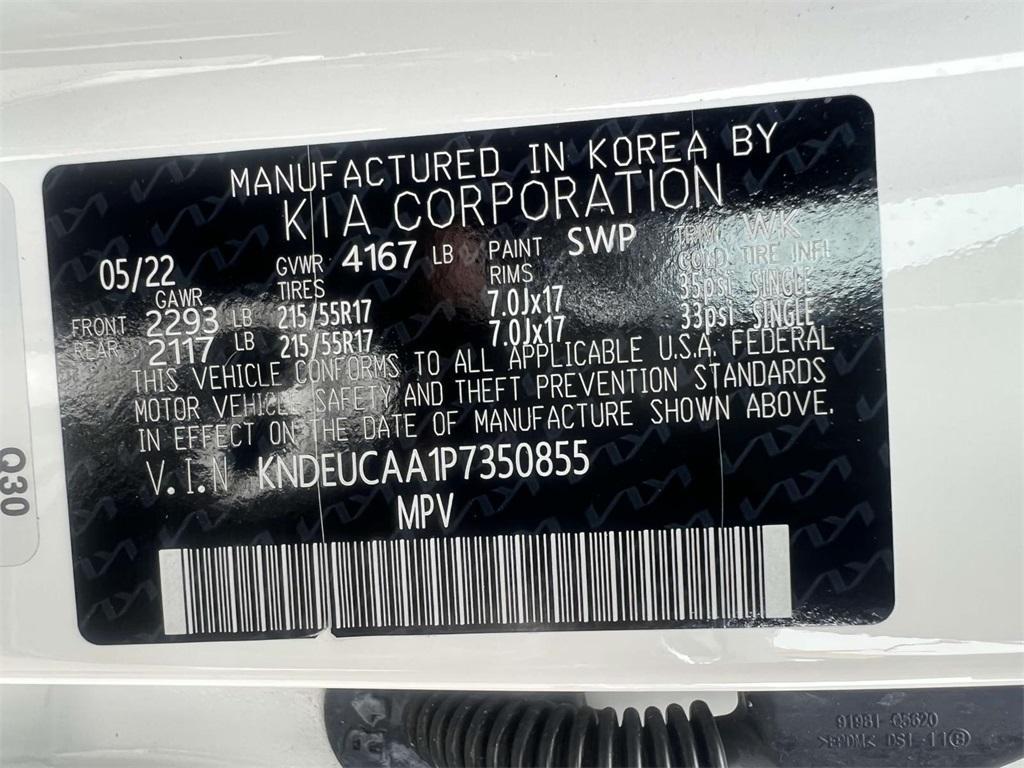 MANUFACTURED IN KOREA BY
KIA CORPORATION
05/22 GVWR 4167 LB PAINT SWP TRIM WK
GAWR TIRES RIMS COLD TIRE INFL
FRONT 2293 LB 215/55R17 7.0Jx17 35psi SINGLE
REAR 2117 LB 215/55R17 7.0Jx17 33psi SINGLE
THIS VEHICLE CONFORMS TO ALL APPLICABLE U.S.A. FEDERAL
MOTOR VEHICLE SAFETY AND THEFT PREVENTION STANDARDS
IN EFFECT ON THE DATE OF MANUFACTURE SHOWN ABOVE.
V.I.N KNDEUCAA1P7350855
MPV
Q30
91981-Q5620
>EPDM< DSI-11